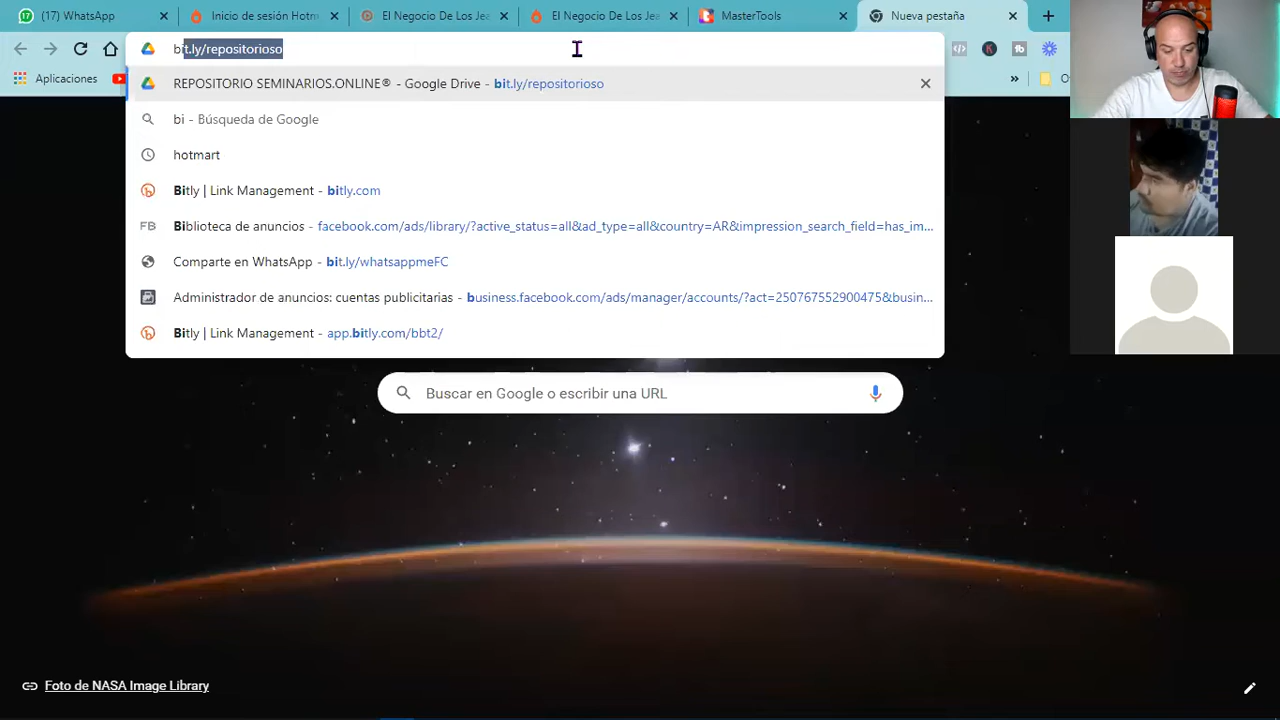 (17) WhatsApp
Inicio de sesión Hotm
El Negocio De Los Jea
El Negocio De Los Jea
MasterTools
Nueva pestaña
bit.ly/repositorioso
Aplicaciones
»
O
REPOSITORIO SEMINARIOS.ONLINE® - Google Drive - bit.ly/repositorioso
bi - Búsqueda de Google
hotmart
Bitly | Link Management - bitly.com
FB Biblioteca de anuncios - facebook.com/ads/library/?active_status=all&ad_type=all&country=AR&impression_search_field=has_im...
Comparte en WhatsApp - bit.ly/whatsappmeFC
Administrador de anuncios: cuentas publicitarias - business.facebook.com/ads/manager/accounts/?act=250767552900475&busin...
Bitly | Link Management - app.bitly.com/bbt2/
Buscar en Google o escribir una URL
Foto de NASA Image Library